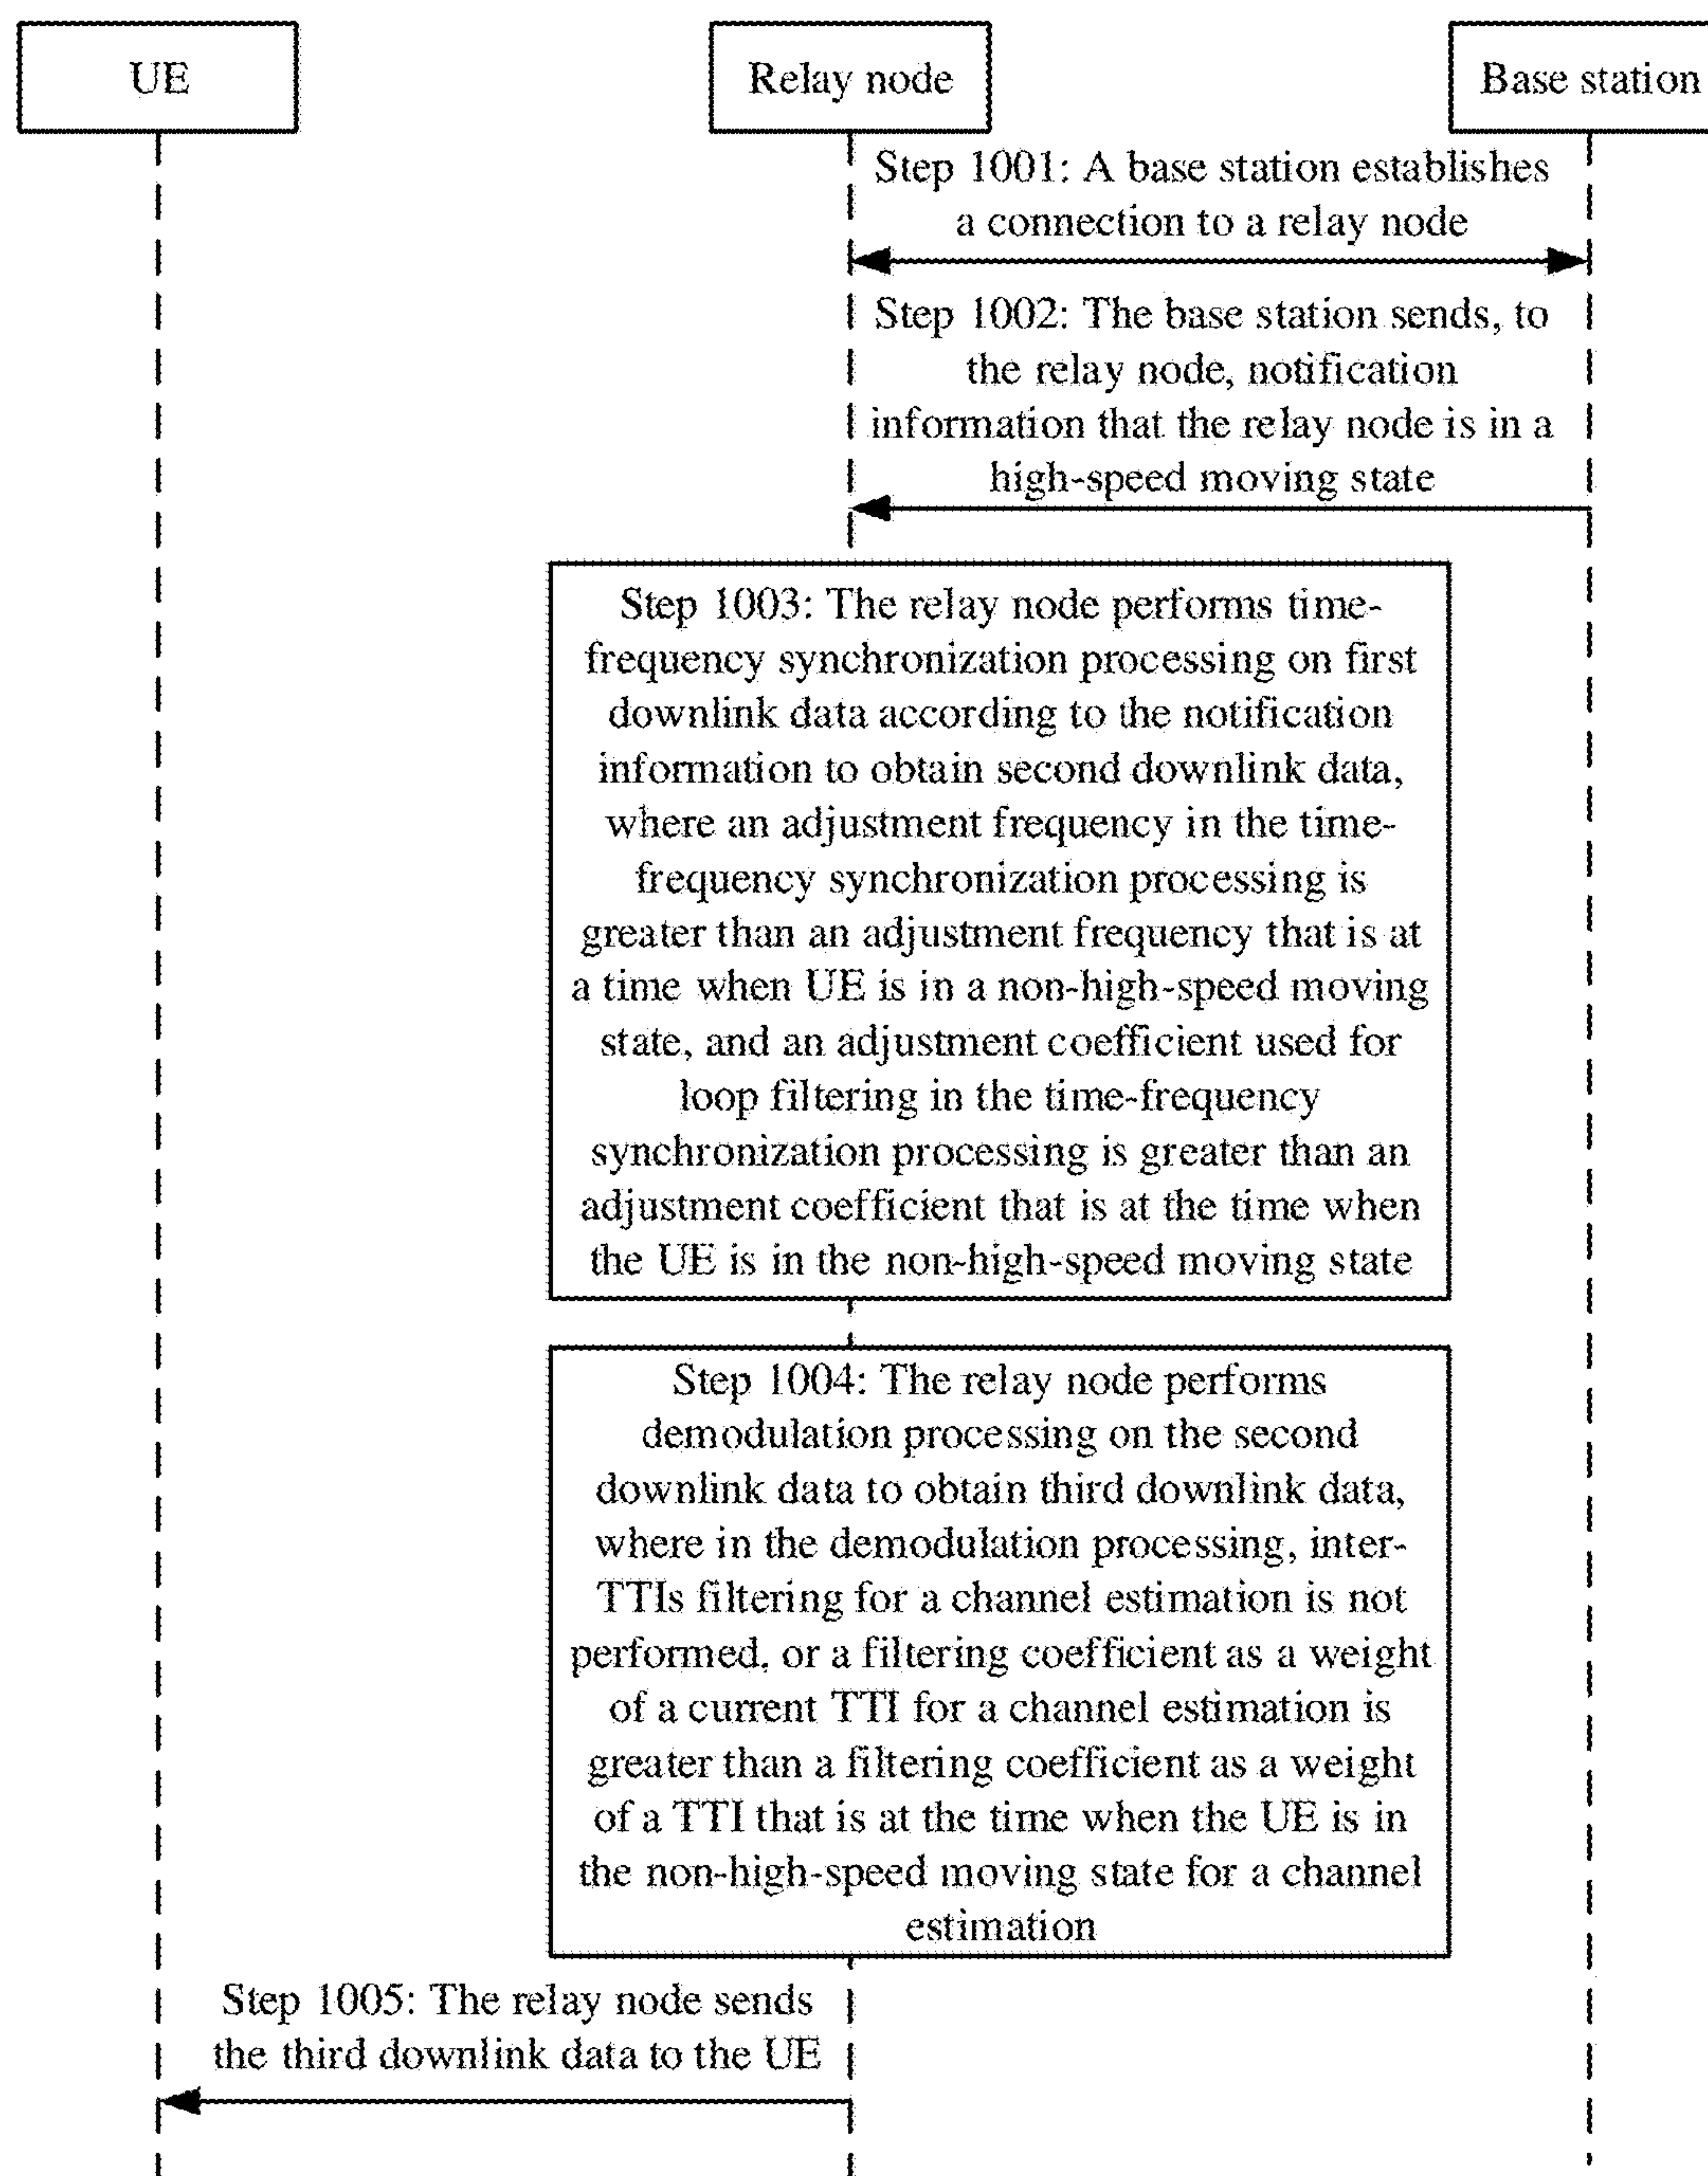 UE
Relay node
Base station
Step 1001: A base station establishes
a connection to a relay node
Step 1002: The base station sends, to
the relay node, notification
information that the relay node is in a
high-speed moving state
Step 1003: The relay node performs time-
frequency synchronization processing on first
downlink data according to the notification
information to obtain second downlink data,
where an adjustment frequency in the time-
frequency synchronization processing is
greater than an adjustment frequency that is at
a time when UE is in a non-high-speed moving
state, and an adjustment coefficient used for
loop filtering in the time-frequency
synchronization processing is greater than an
adjustment coefficient that is at the time when
the UE is in the non-high-speed moving state
Step 1004: The relay node performs
demodulation processing on the second
downlink data to obtain third downlink data,
where in the demodulation processing, inter-
TTIs filtering for a channel estimation is not
performed, or a filtering coefficient as a weight
of a current TTI for a channel estimation is
greater than a filtering coefficient as a weight
of a TTI that is at the time when the UE is in
the non-high-speed moving state for a channel
estimation
Step 1005: The relay node sends
the third downlink data to the UE